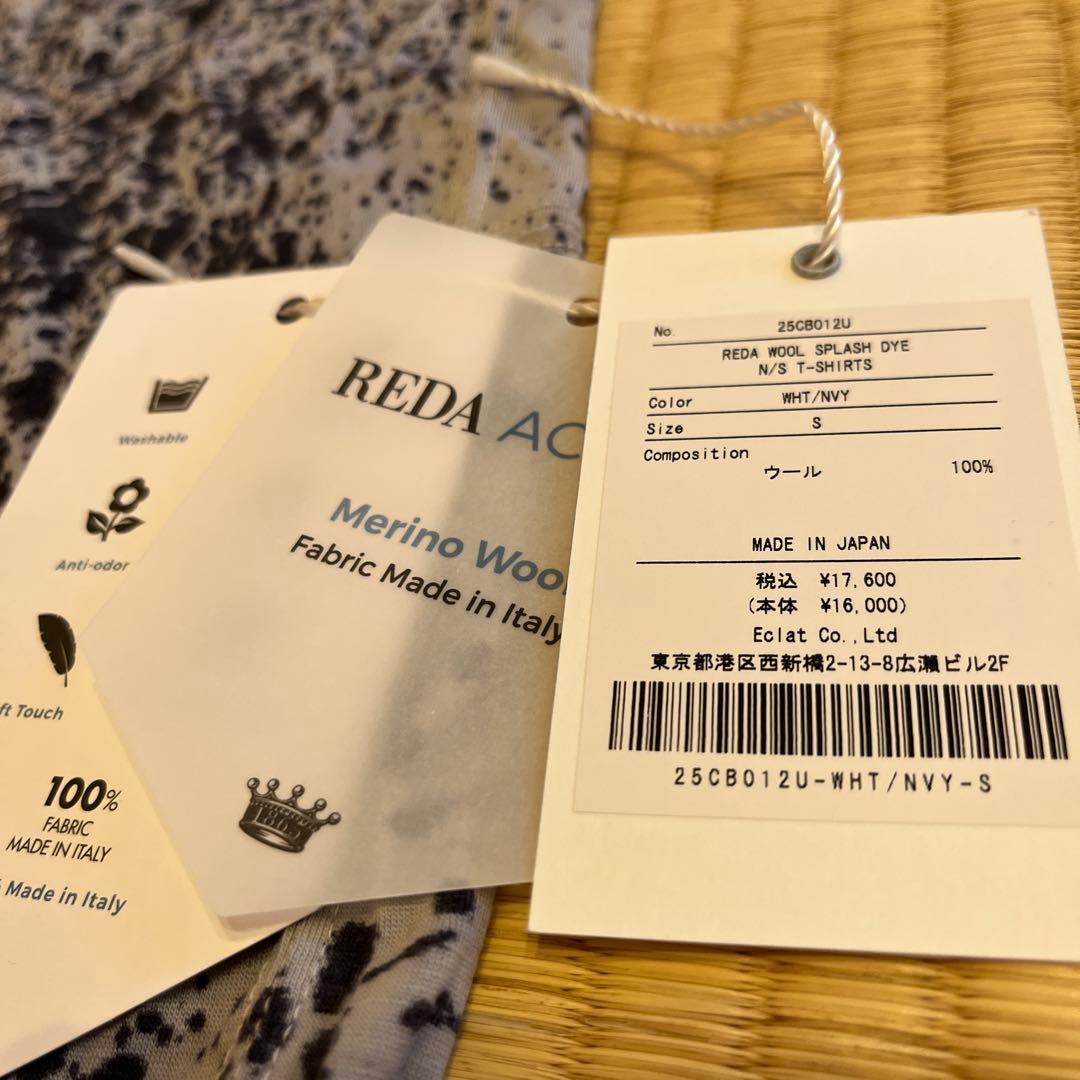 Washable
Anti-odor
ft Touch
100%
FABRIC
MADE IN ITALY
Made in Italy
REDA AC
Merino Wool
Fabric Made in Italy
1865
No. 25CB012U
REDA WOOL SPLASH DYE
N/S T-SHIRTS
Color WHT/NVY
Size S
Composition
ウール 100%
MADE IN JAPAN
税込 ¥17,600
(本体 ¥16,000)
Eclat Co.,Ltd
東京都港区西新橋2-13-8広瀬ビル2F
25CB012U-WHT/NVY-S